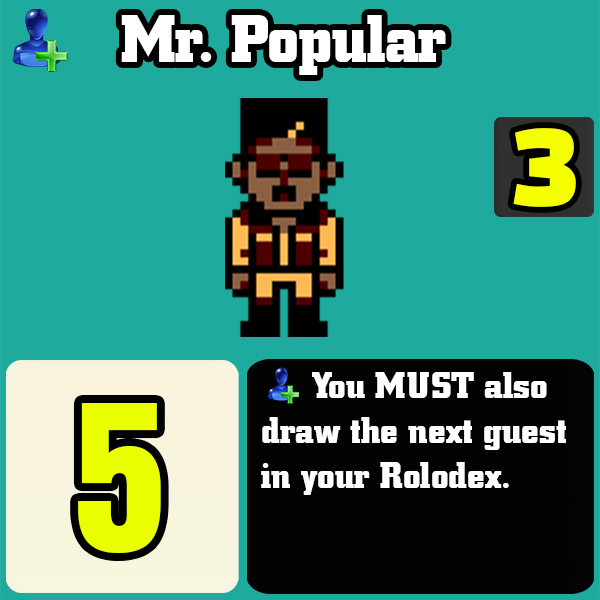 Mr. Popular
3
5
You MUST also
draw the next guest
in your Rolodex.